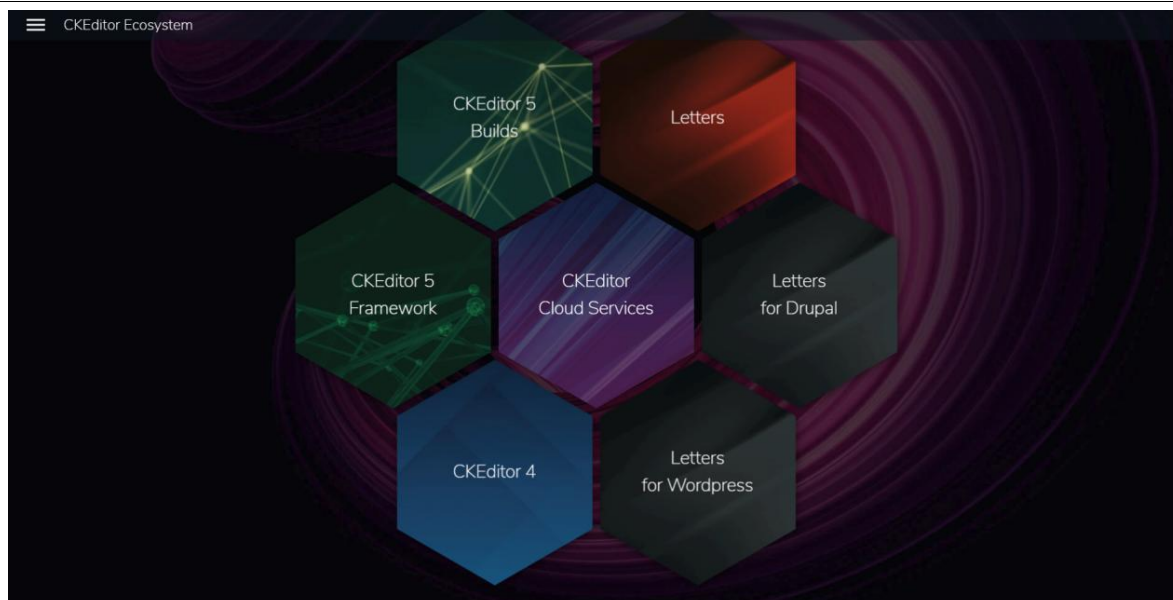 CKEditor Ecosystem
CKEditor 5
Builds
Letters
CKEditor 5
Framework
CKEditor
Cloud Services
Letters
for Drupal
CKEditor 4
Letters
for Wordpress